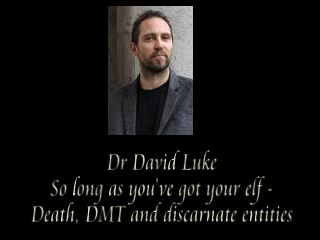 Dr David Luke
So long as you've got your elf -
Death, DMT and discarnate entities